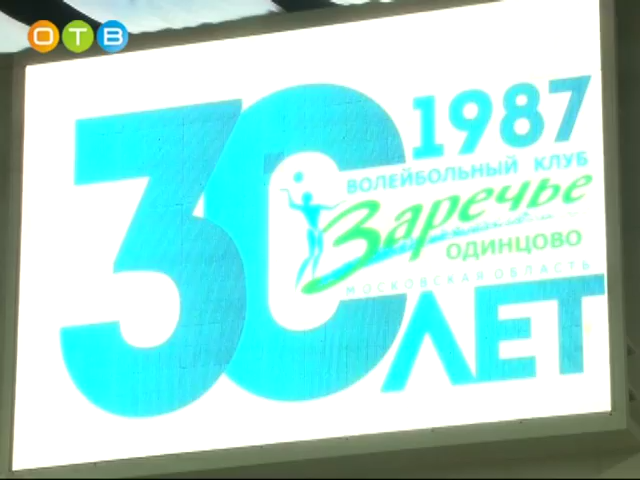 ОТВ
30
1987
ВОЛЕЙБОЛЬНЫЙ КЛУБ
Заречье
ОДИНЦОВО
МОСКОВСКАЯ ОБЛАСТЬ
ЛЕТ